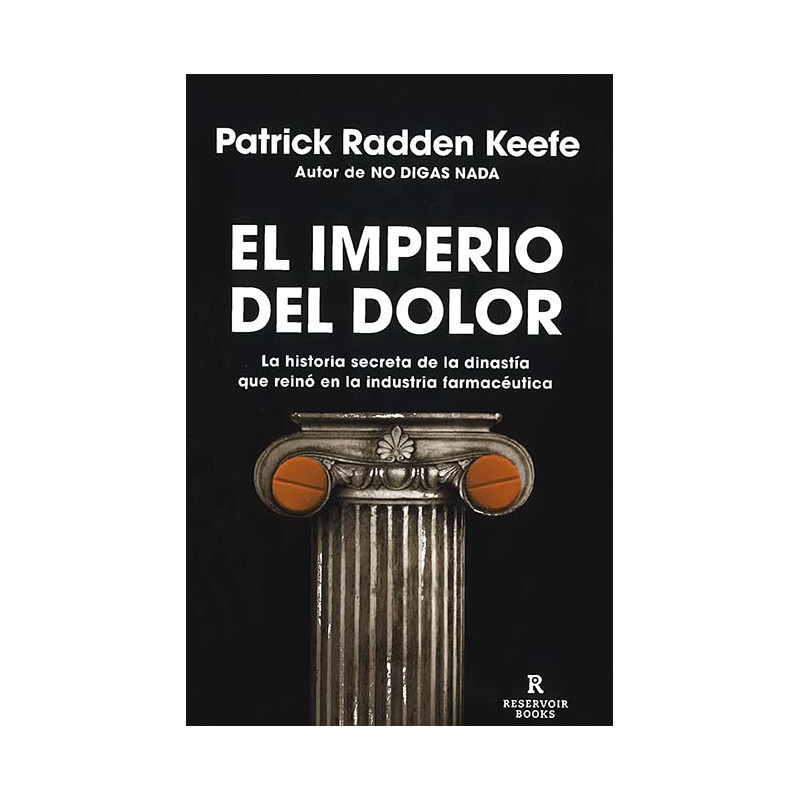 Patrick Radden Keefe
Autor de NO DIGAS NADA
EL IMPERIO
DEL DOLOR
La historia secreta de la dinastía
que reinó en la industria farmacéutica
R
RESERVOIR
BOOKS